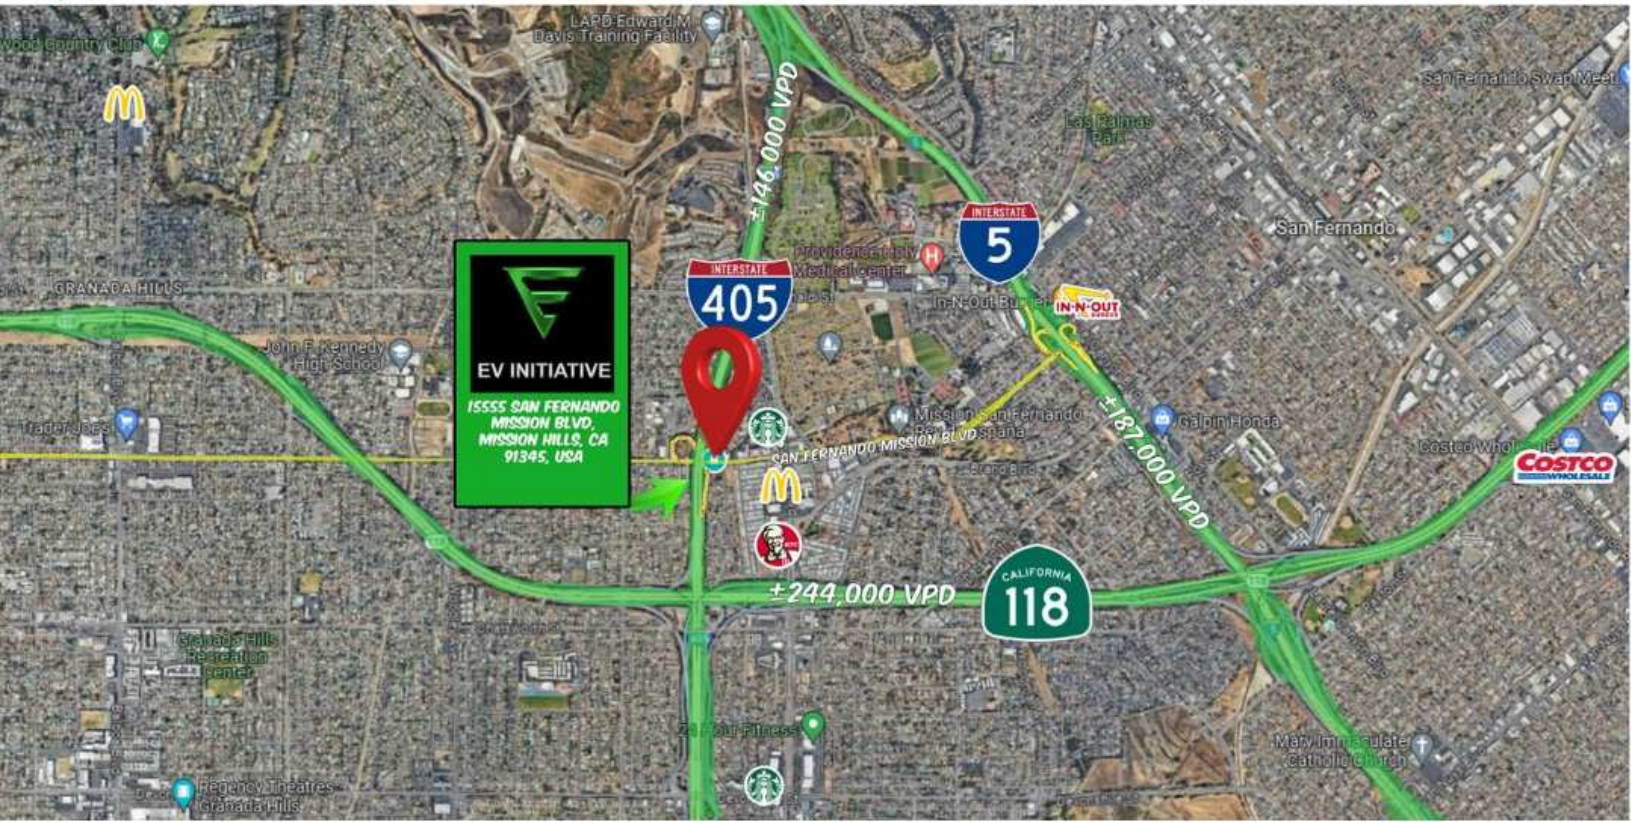 LAPD Edward M.
Davis Training Facility
wood Country Club
±146,000 VPD
San Fernando Swap Meet
Las Palmas
Park
INTERSTATE
5
San Fernando
Providence Holy
Medical Center
INTERSTATE
405
GRANADA HILLS
In-N-Out Burger
IN-N-OUT
BURGER
John F. Kennedy
High School
EV INITIATIVE
15555 SAN FERNANDO
MISSION BLVD,
MISSION HILLS, CA
91345, USA
Trader Joe's
Mission San Fernando
SAN FERNANDO MISSION BLVD
±187,000 VPD
Galpin Honda
Costco Wholesale
COSTCO
WHOLESALE
KFC
±244,000 VPD
CALIFORNIA
118
Granada Hills
Recreation
Center
24 Hour Fitness
Mary Immaculate
Catholic Church
Regency Theatres
Granada Hills